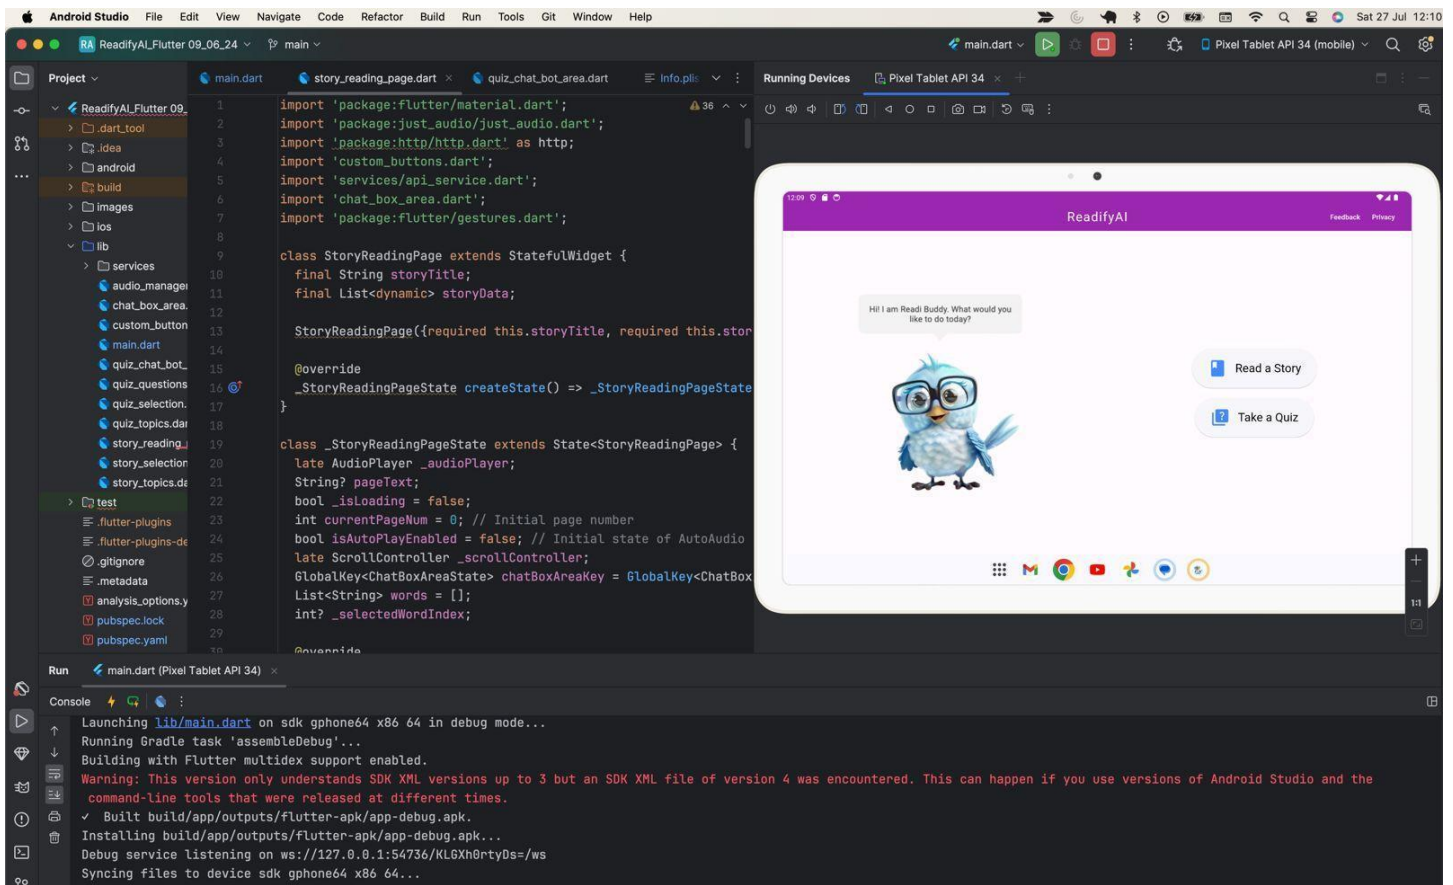 Android Studio File Edit View Navigate Code Refactor Build Run Tools Git Window Help Sat 27 Jul 12:10
RA ReadifyAI_Flutter 09_06_24 main main.dart Pixel Tablet API 34 (mobile)
Project
ReadifyAI_Flutter 09_
.dart_tool
.idea
android
build
images
ios
lib
services
audio_manager
chat_box_area.
custom_button
main.dart
quiz_chat_bot_
quiz_questions
quiz_selection.
quiz_topics.dar
story_reading_
story_selection
story_topics.da
test
.flutter-plugins
.flutter-plugins-de
.gitignore
.metadata
analysis_options.y
pubspec.lock
pubspec.yaml
main.dart story_reading_page.dart quiz_chat_bot_area.dart Info.plis
36
1 import 'package:flutter/material.dart';
2 import 'package:just_audio/just_audio.dart';
3 import 'package:http/http.dart' as http;
4 import 'custom_buttons.dart';
5 import 'services/api_service.dart';
6 import 'chat_box_area.dart';
7 import 'package:flutter/gestures.dart';
8
9 class StoryReadingPage extends StatefulWidget {
10 final String storyTitle;
11 final List<dynamic> storyData;
12
13 StoryReadingPage({required this.storyTitle, required this.stor
14
15 @override
16 _StoryReadingPageState createState() => _StoryReadingPageState
17 }
18
19 class _StoryReadingPageState extends State<StoryReadingPage> {
20 late AudioPlayer _audioPlayer;
21 String? pageText;
22 bool _isLoading = false;
23 int currentPageNum = 0; // Initial page number
24 bool isAutoPlayEnabled = false; // Initial state of AutoAudio
25 late ScrollController _scrollController;
26 GlobalKey<ChatBoxAreaState> chatBoxAreaKey = GlobalKey<ChatBox
27 List<String> words = [];
28 int? _selectedWordIndex;
29
30 @override
Running Devices Pixel Tablet API 34
12:09
ReadifyAI
Feedback Privacy
Hi! I am Readi Buddy. What would you
like to do today?
Read a Story
Take a Quiz
1:1
Run main.dart (Pixel Tablet API 34)
Console
Launching lib/main.dart on sdk gphone64 x86 64 in debug mode...
Running Gradle task 'assembleDebug'...
Building with Flutter multidex support enabled.
Warning: This version only understands SDK XML versions up to 3 but an SDK XML file of version 4 was encountered. This can happen if you use versions of Android Studio and the
command-line tools that were released at different times.
✓ Built build/app/outputs/flutter-apk/app-debug.apk.
Installing build/app/outputs/flutter-apk/app-debug.apk...
Debug service listening on ws://127.0.0.1:54736/KLGXh0rtyDs=/ws
Syncing files to device sdk gphone64 x86 64...